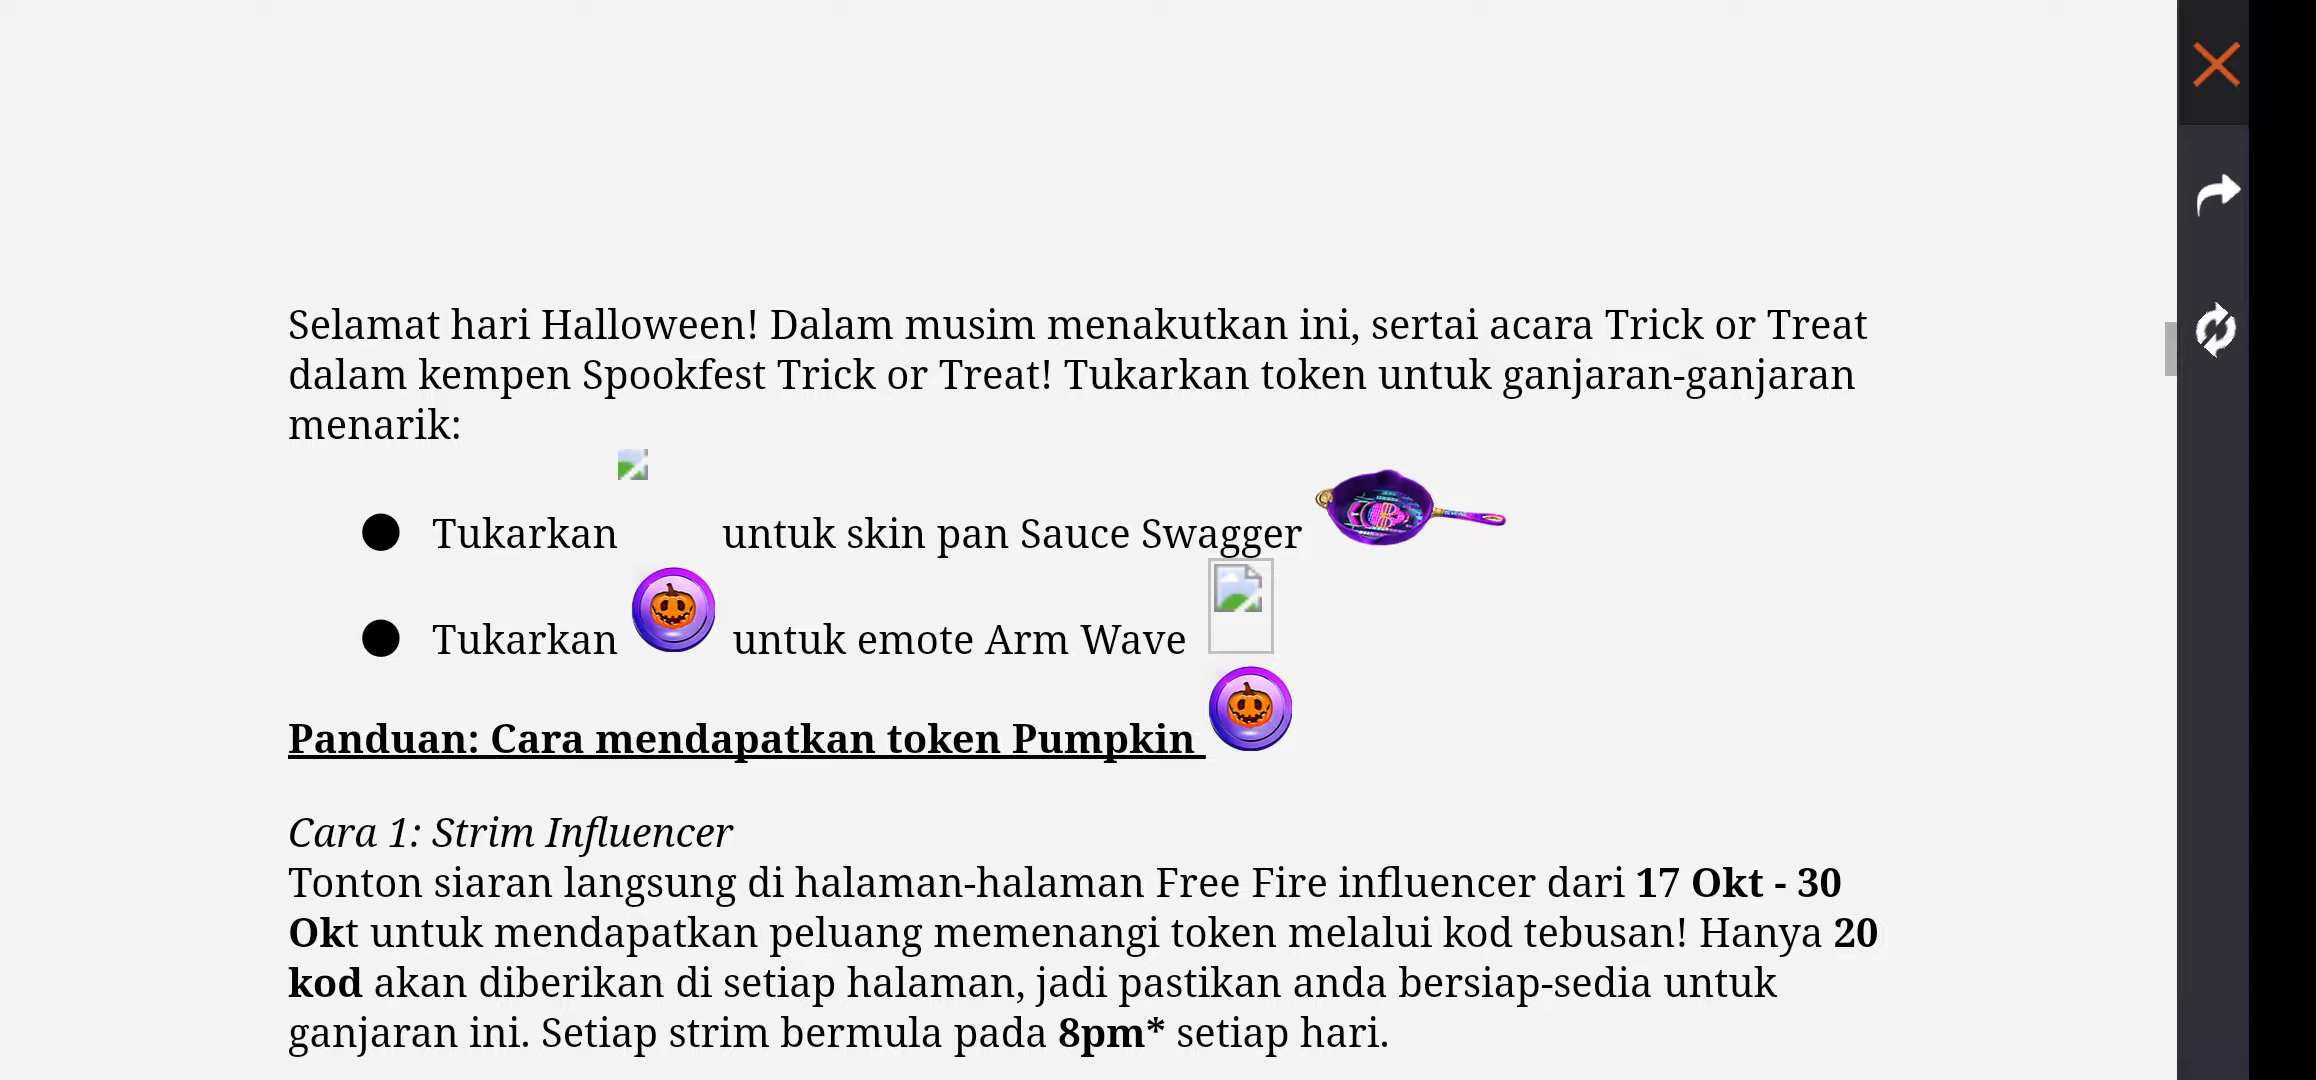 Selamat hari Halloween! Dalam musim menakutkan ini, sertai acara Trick or Treat
dalam kempen Spookfest Trick or Treat! Tukarkan token untuk ganjaran-ganjaran
menarik:
● Tukarkan untuk skin pan Sauce Swagger
● Tukarkan untuk emote Arm Wave
Panduan: Cara mendapatkan token Pumpkin
Cara 1: Strim Influencer
Tonton siaran langsung di halaman-halaman Free Fire influencer dari 17 Okt - 30
Okt untuk mendapatkan peluang memenangi token melalui kod tebusan! Hanya 20
kod akan diberikan di setiap halaman, jadi pastikan anda bersiap-sedia untuk
ganjaran ini. Setiap strim bermula pada 8pm* setiap hari.